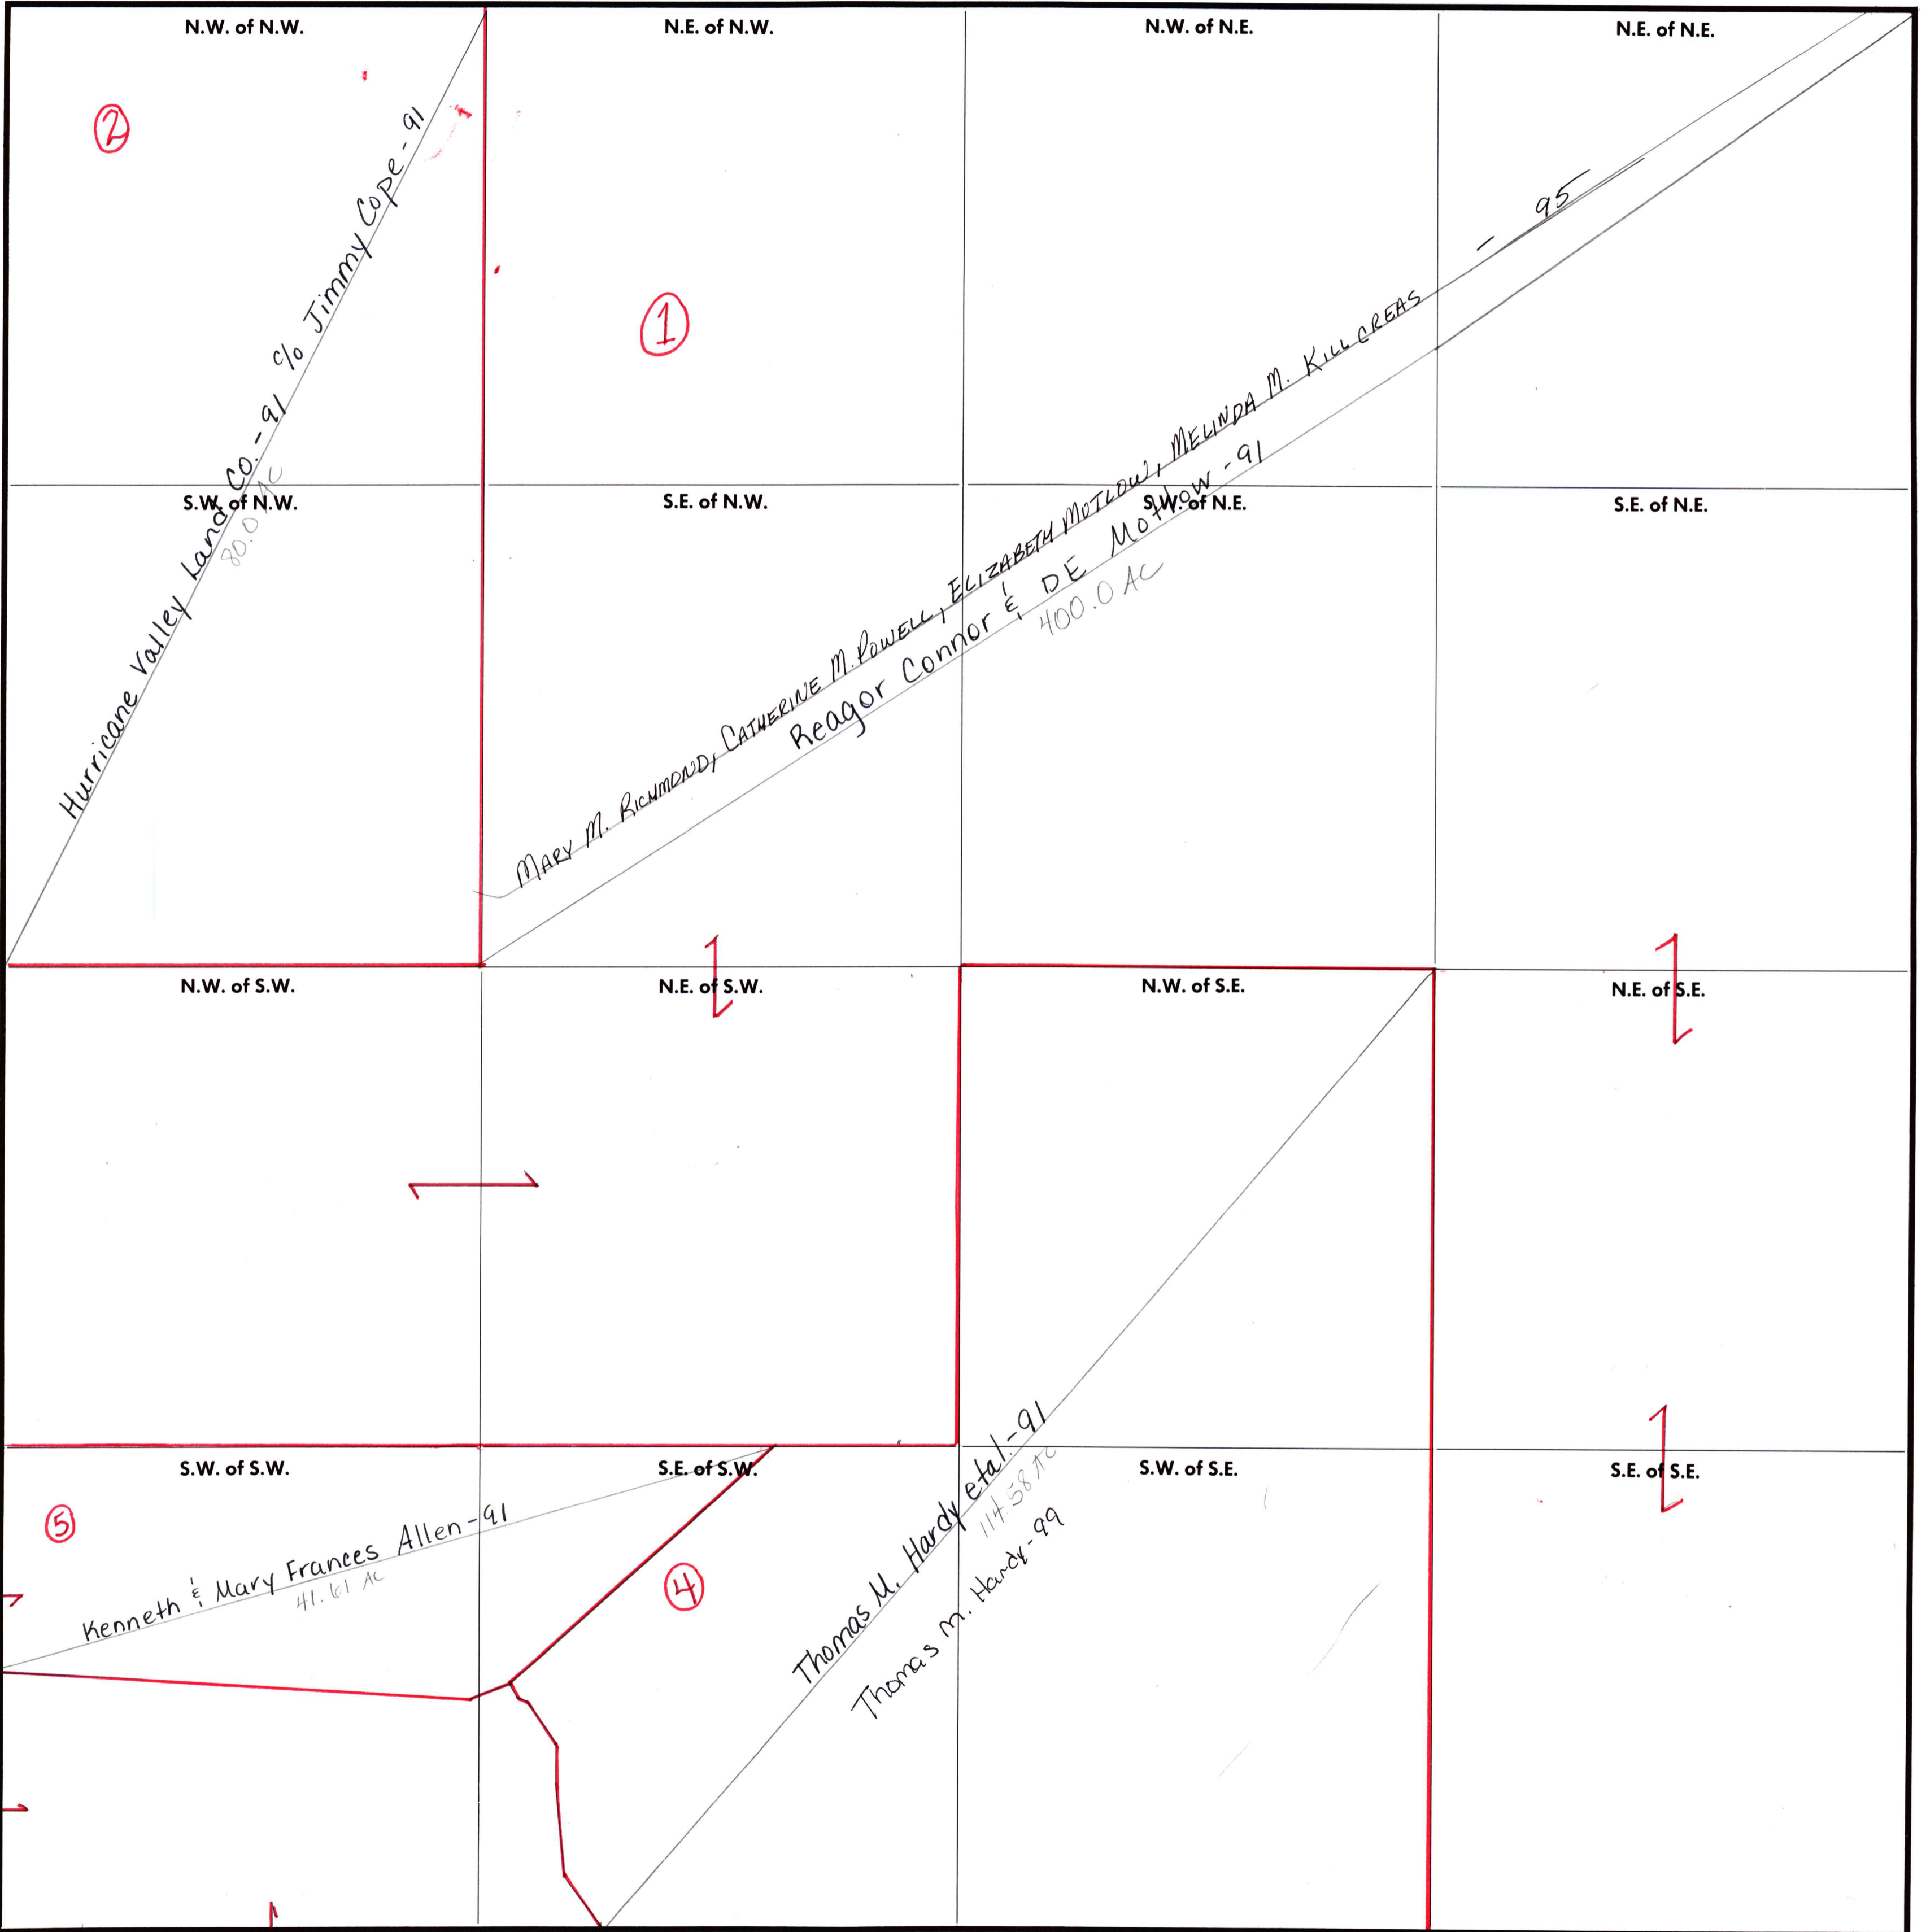 N.W. of N.W.
N.E. of N.W.
N.W. of N.E.
N.E. of N.E.
2
Hurricane Valley Land Co.-91 c/o Jimmy Cope-91
80.0 AC
1
MARY M. RICHMOND, CATHERINE M. POWELL, ELIZABETH MOTLOW, MELINDA M. KILLCREAS - 95
Reagor Connor & DE Motlow-91
400.0 AC
S.W. of N.W.
S.E. of N.W.
S.W. of N.E.
S.E. of N.E.
N.W. of S.W.
N.E. of S.W.
N.W. of S.E.
N.E. of S.E.
S.W. of S.W.
S.E. of S.W.
S.W. of S.E.
S.E. of S.E.
5
Kenneth & Mary Frances Allen-91
41.61 AC
4
Thomas M. Hardy etal.-91
114.58 AC
Thomas M. Hardy-99